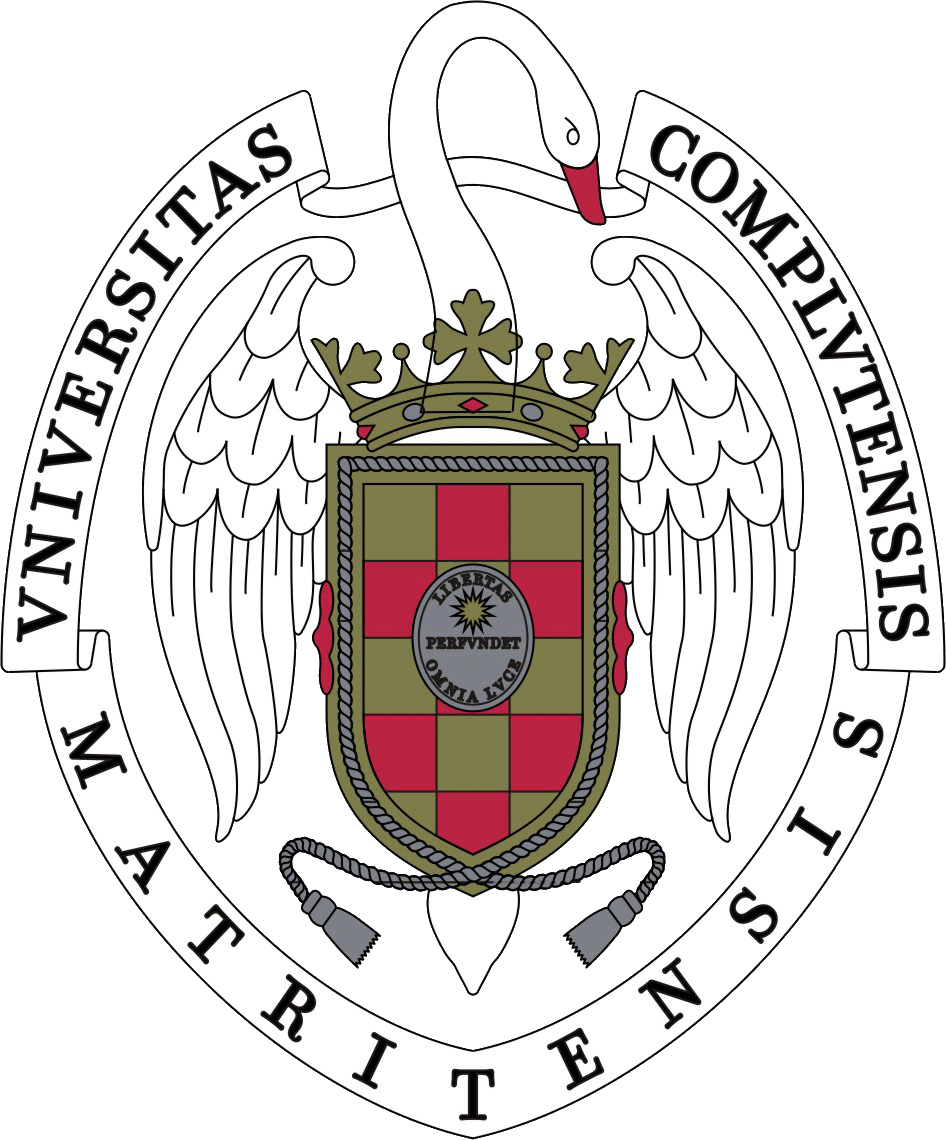 VNIVERSITAS
COMPLVTENSIS
MATRITENSIS
LIBERTAS
PERFVNDET
OMNIA LVCE